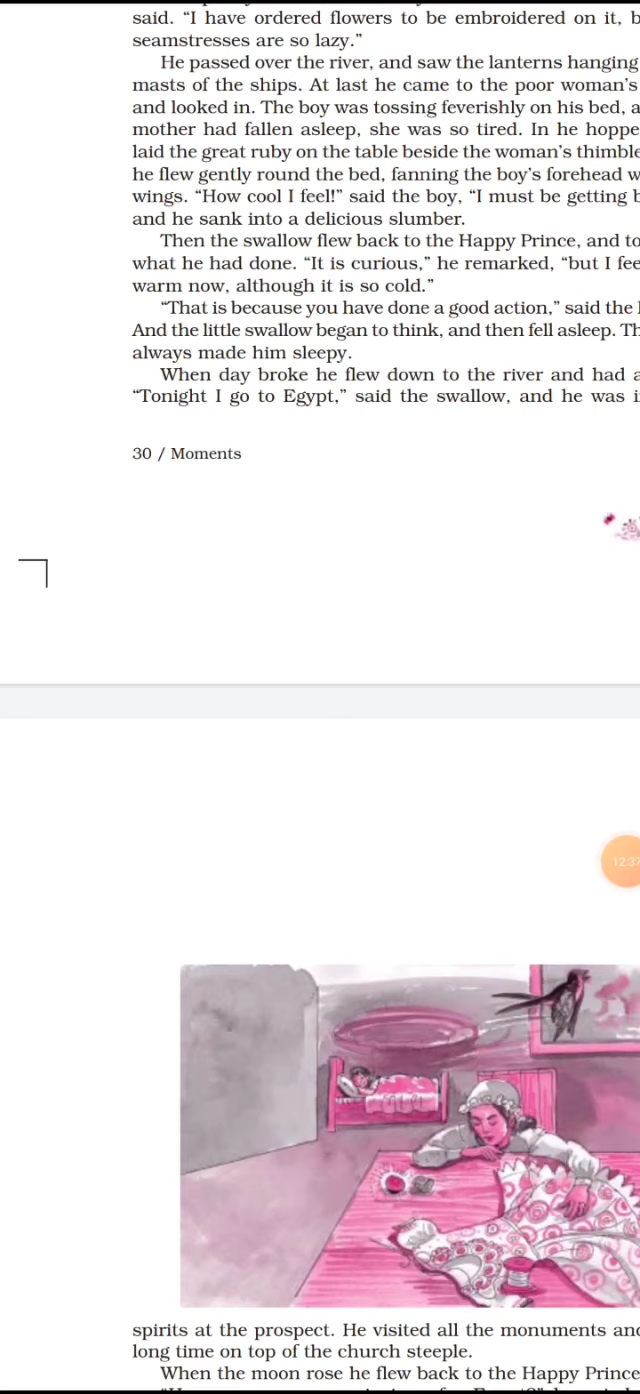 said. “I have ordered flowers to be embroidered on it, b
seamstresses are so lazy.”
He passed over the river, and saw the lanterns hanging
masts of the ships. At last he came to the poor woman’s
and looked in. The boy was tossing feverishly on his bed, a
mother had fallen asleep, she was so tired. In he hoppe
laid the great ruby on the table beside the woman’s thimble
he flew gently round the bed, fanning the boy’s forehead w
wings. “How cool I feel!” said the boy, “I must be getting b
and he sank into a delicious slumber.
Then the swallow flew back to the Happy Prince, and to
what he had done. “It is curious,” he remarked, “but I fee
warm now, although it is so cold.”
“That is because you have done a good action,” said the
And the little swallow began to think, and then fell asleep. Th
always made him sleepy.
When day broke he flew down to the river and had a
“Tonight I go to Egypt,” said the swallow, and he was i
30 / Moments
12:37
spirits at the prospect. He visited all the monuments and
long time on top of the church steeple.
When the moon rose he flew back to the Happy Prince